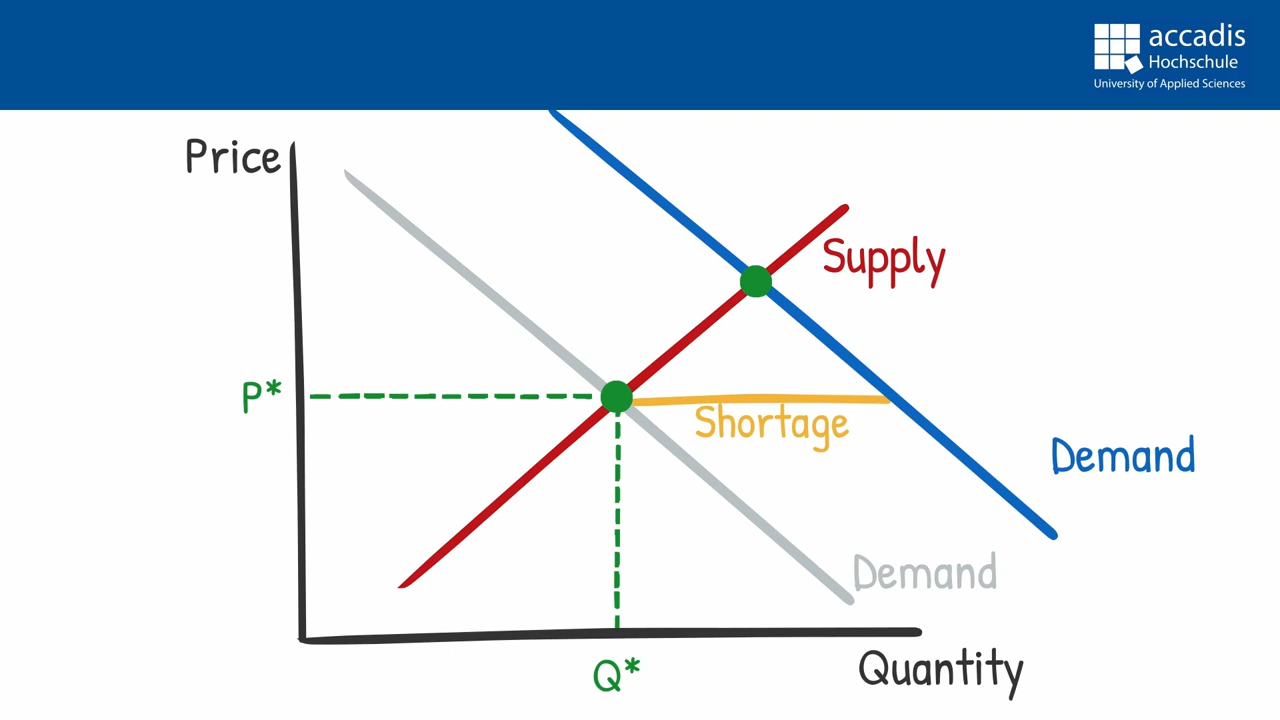 accadis
Hochschule
University of Applied Sciences
Price
Supply
P*
Shortage
Demand
Demand
Q*
Quantity